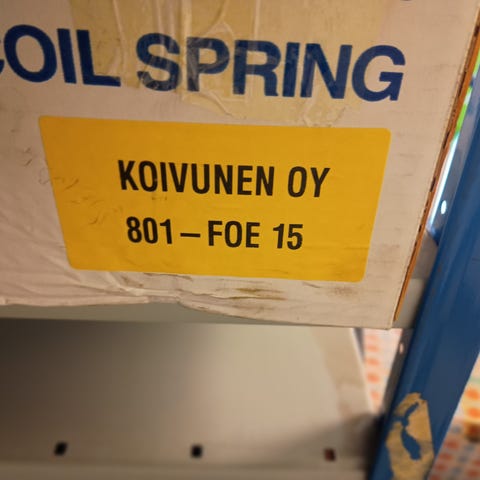 COIL SPRING
KOIVUNEN OY
801 – FOE 15